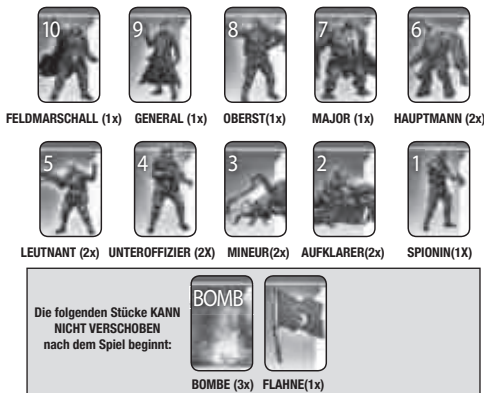 10 9 8 7 6
FELDMARSCHALL (1x) GENERAL (1x) OBERST(1x) MAJOR (1x) HAUPTMANN (2x)
5 4 3 2 1
LEUTNANT (2x) UNTEROFFIZIER (2X) MINEUR(2x) AUFKLARER(2x) SPIONIN(1X)
Die folgenden Stücke KANN
NICHT VERSCHOBEN
nach dem Spiel beginnt:
BOMB
BOMBE (3x) FLAHNE(1x)